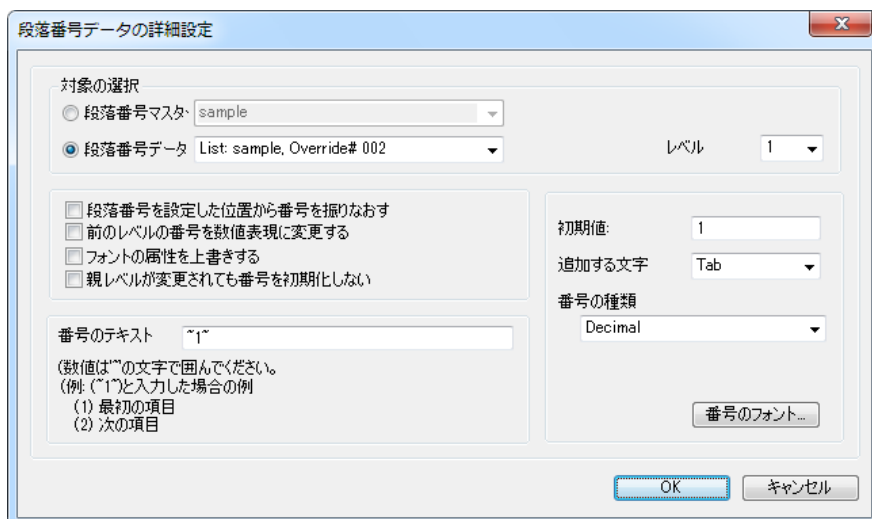 段落番号データの詳細設定
対象の選択
段落番号マスタ sample
段落番号データ List: sample, Override# 002 レベル 1
段落番号を設定した位置から番号を振りなおす
前のレベルの番号を数値表現に変更する
フォントの属性を上書きする
親レベルが変更されても番号を初期化しない
初期値: 1
追加する文字 Tab
番号の種類
Decimal
番号のフォント...
番号のテキスト ~1~
(数値は'~'の文字で囲んでください。
(例: (~1~)と入力した場合の例
(1) 最初の項目
(2) 次の項目
OK キャンセル